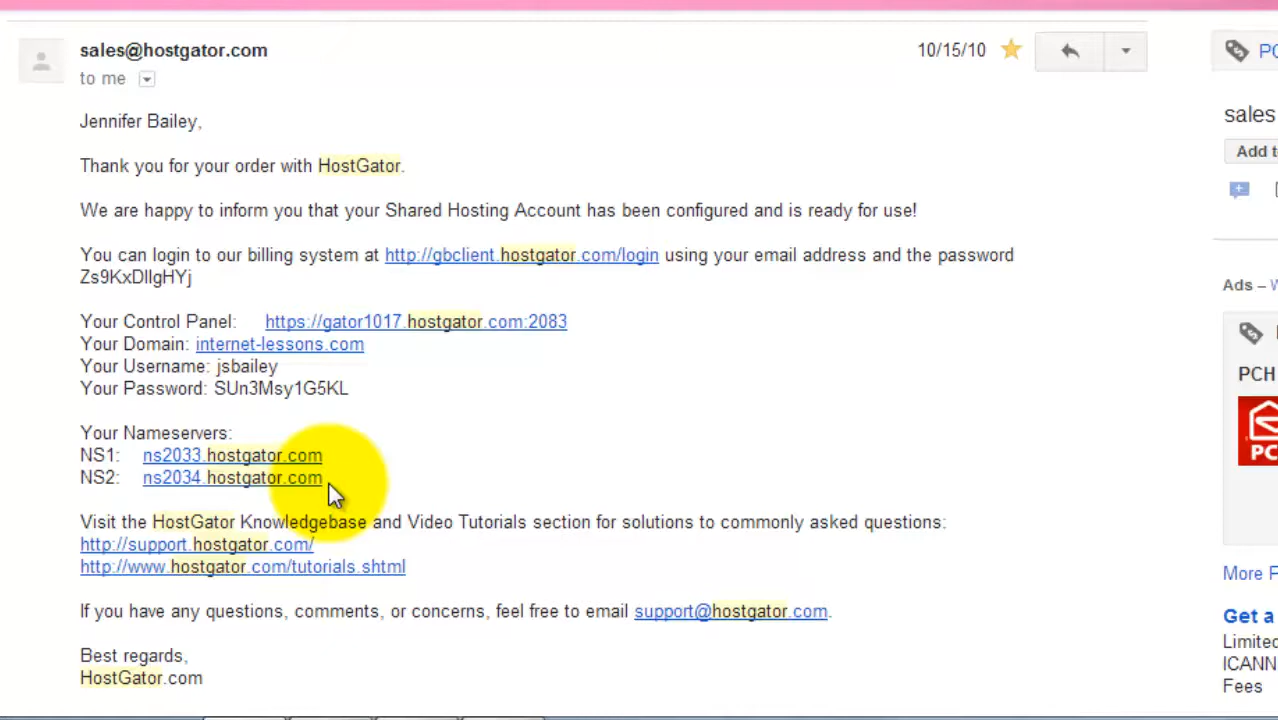 sales@hostgator.com
10/15/10
to me
Jennifer Bailey,
Thank you for your order with HostGator.
We are happy to inform you that your Shared Hosting Account has been configured and is ready for use!
You can login to our billing system at http://gbclient.hostgator.com/login using your email address and the password
Zs9KxDllgHYj
Your Control Panel: https://gator1017.hostgator.com:2083
Your Domain: internet-lessons.com
Your Username: jsbailey
Your Password: SUn3Msy1G5KL
Your Nameservers:
NS1: ns2033.hostgator.com
NS2: ns2034.hostgator.com
Visit the HostGator Knowledgebase and Video Tutorials section for solutions to commonly asked questions:
http://support.hostgator.com/
http://www.hostgator.com/tutorials.shtml
If you have any questions, comments, or concerns, feel free to email support@hostgator.com.
Best regards,
HostGator.com
sales
Add t
Ads –
PCH
PC
More F
Get a
Limited
ICANN
Fees